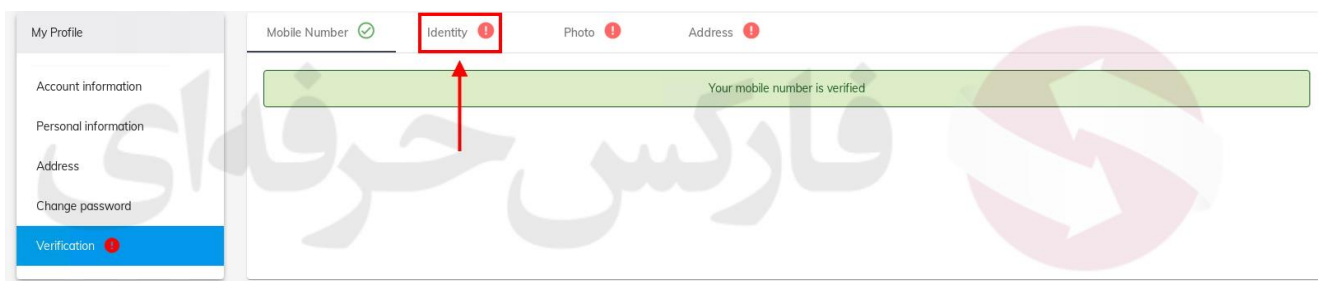 My Profile
Mobile Number Identity Photo Address
Account information
Personal information
Address
Change password
Verification
Your mobile number is verified
فارکس حرفه‌ای